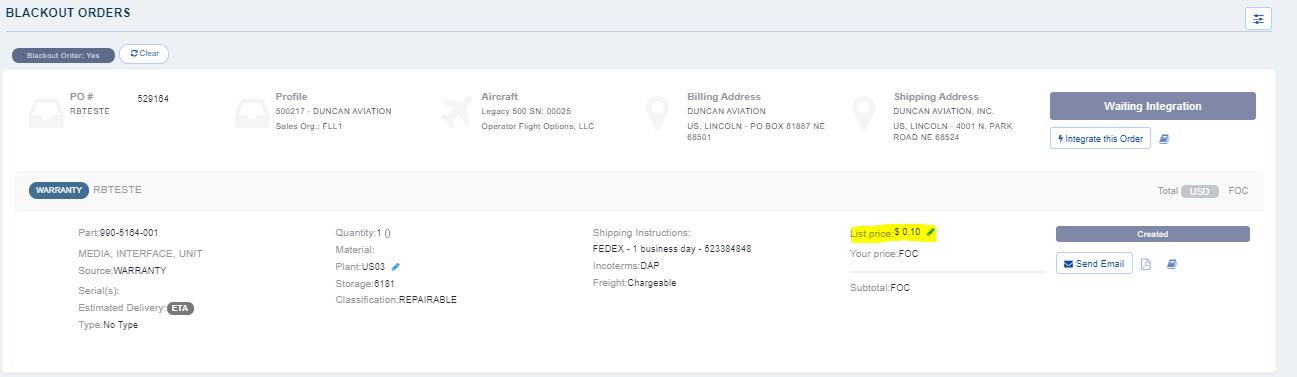 BLACKOUT ORDERS
Blackout Order: Yes
Clear
PO #
RBTESTE
529164
Profile
500217 - DUNCAN AVIATION
Sales Org.: FLL1
Aircraft
Legacy 500 SN: 00025
Operator Flight Options, LLC
Billing Address
DUNCAN AVIATION
US, LINCOLN - PO BOX 81887 NE
68501
Shipping Address
DUNCAN AVIATION, INC.
US, LINCOLN - 4001 N. PARK
ROAD NE 68524
Waiting Integration
Integrate this Order
WARRANTY RBTESTE
Total USD FOC
Part:990-5164-001
MEDIA, INTERFACE, UNIT
Source:WARRANTY
Serial(s):
Estimated Delivery: ETA
Type:No Type
Quantity:1 ()
Material:
Plant:US03
Storage:6181
Classification:REPAIRABLE
Shipping Instructions:
FEDEX - 1 business day - 523384848
Incoterms:DAP
Freight:Chargeable
List price:$ 0.10
Your price:FOC
Subtotal:FOC
Created
Send Email